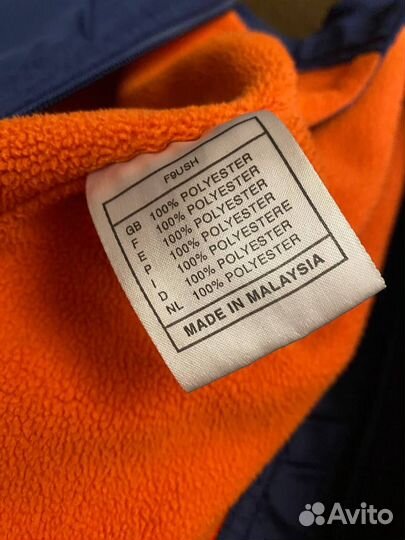 F9USH
GB 100% POLYESTER
F 100% POLYESTER
E 100% POLYESTER
P 100% POLYESTER
I 100% POLYESTERE
D 100% POLYESTER
NL 100% POLYESTER
MADE IN MALAYSIA
Avito